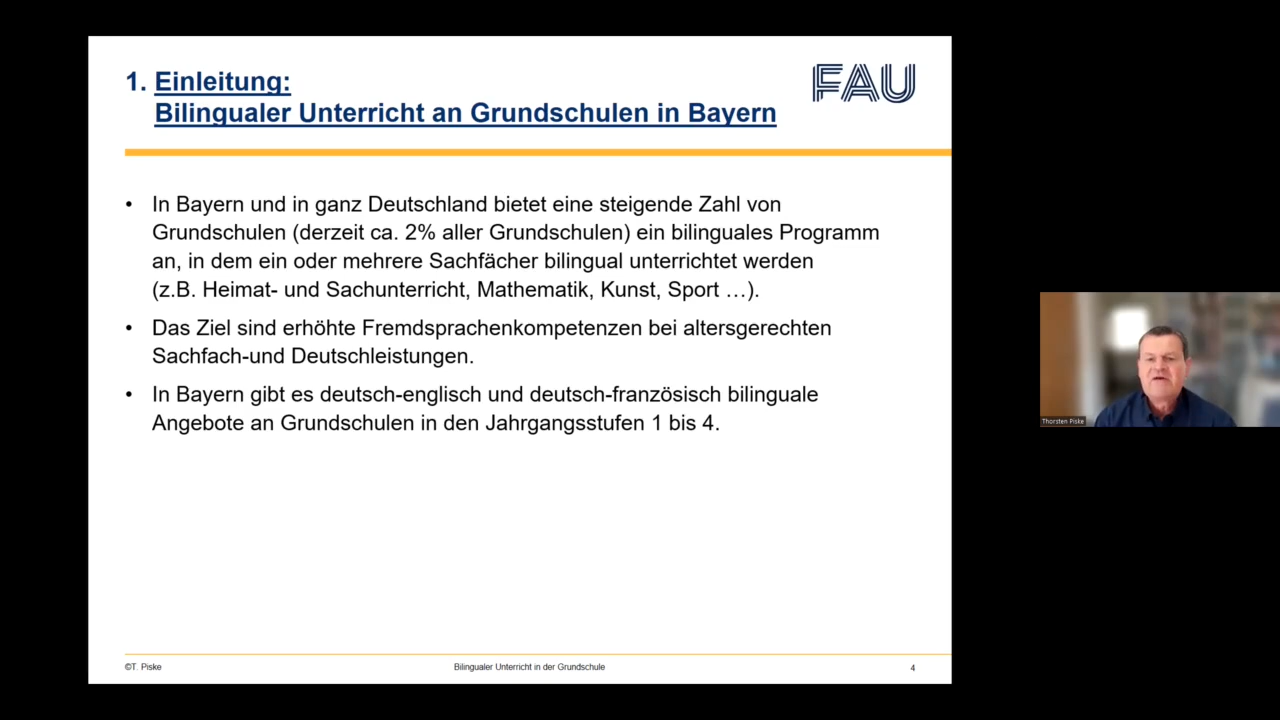 1. Einleitung:
Bilingualer Unterricht an Grundschulen in Bayern
FAU
• In Bayern und in ganz Deutschland bietet eine steigende Zahl von
Grundschulen (derzeit ca. 2% aller Grundschulen) ein bilinguales Programm
an, in dem ein oder mehrere Sachfächer bilingual unterrichtet werden
(z.B. Heimat- und Sachunterricht, Mathematik, Kunst, Sport …).
• Das Ziel sind erhöhte Fremdsprachenkompetenzen bei altersgerechten
Sachfach-und Deutschleistungen.
• In Bayern gibt es deutsch-englisch und deutsch-französisch bilinguale
Angebote an Grundschulen in den Jahrgangsstufen 1 bis 4.
Thorsten Piske
©T. Piske
Bilingualer Unterricht in der Grundschule
4